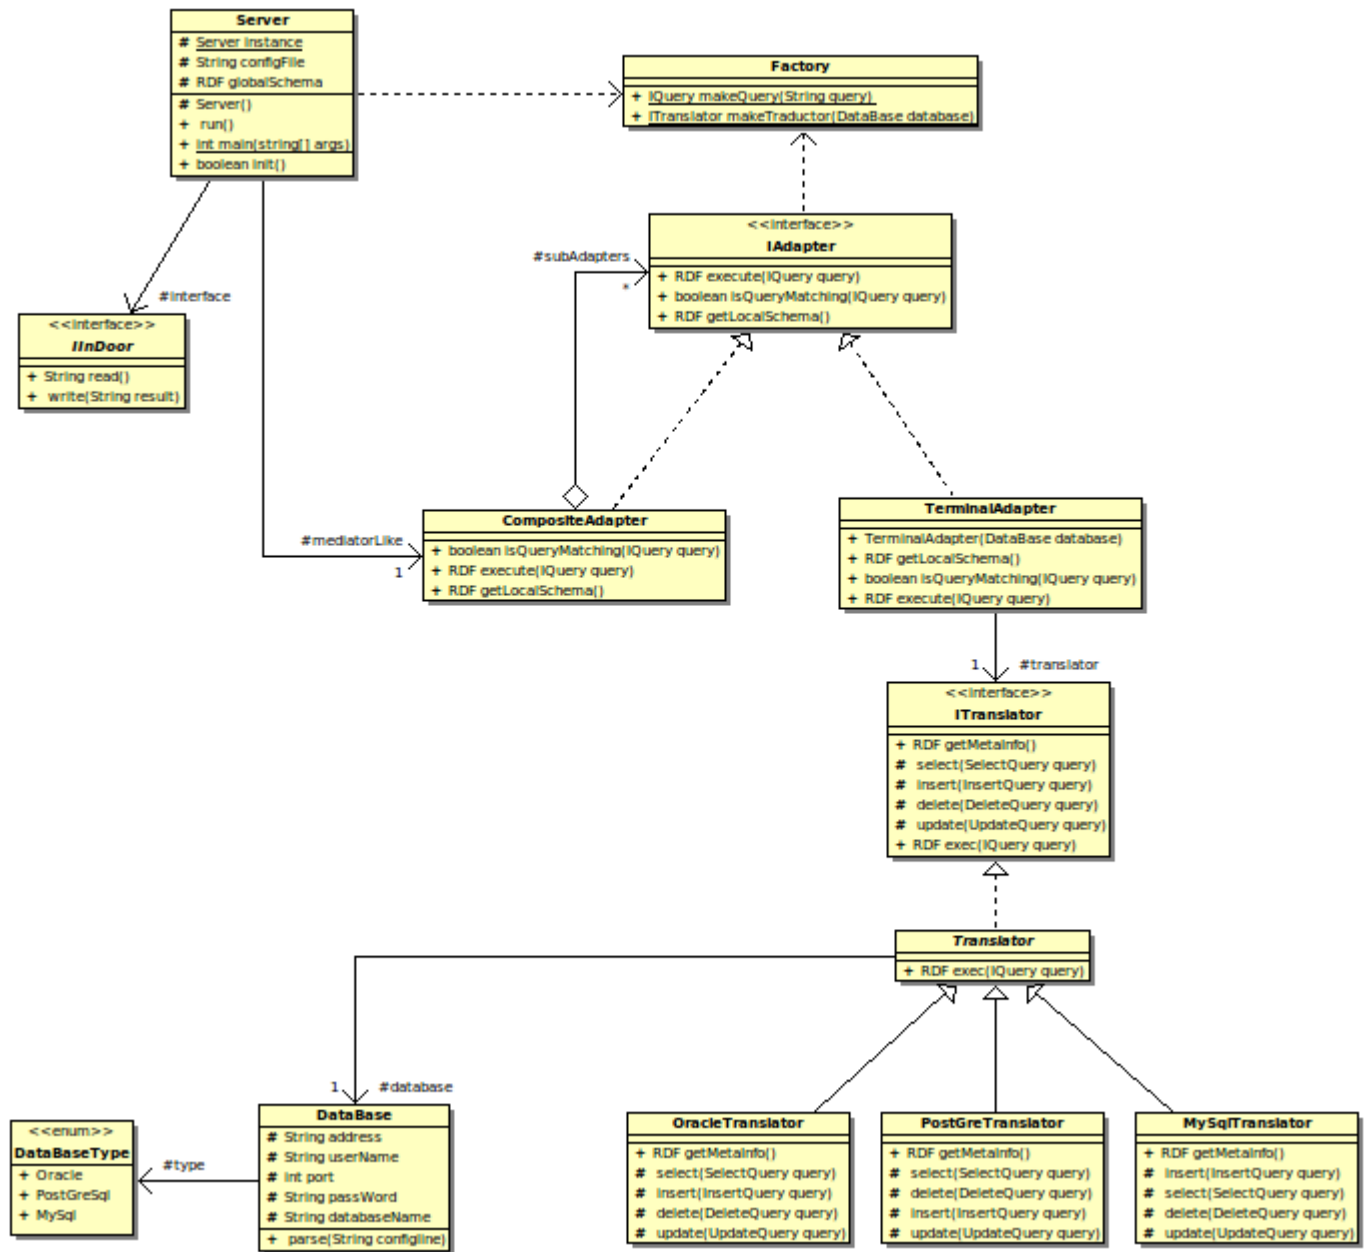 Server
# Server instance
# String configFile
# RDF globalSchema
# Server()
+ run()
+ int main(string[] args)
+ boolean init()
Factory
+ IQuery makeQuery(String query)
+ ITranslator makeTraductor(DataBase database)
<<interface>>
IAdapter
+ RDF execute(IQuery query)
+ boolean isQueryMatching(IQuery query)
+ RDF getLocalSchema()
#subAdapters
*
#interface
<<interface>>
IInDoor
+ String read()
+ write(String result)
#mediatorLike
1
CompositeAdapter
+ boolean isQueryMatching(IQuery query)
+ RDF execute(IQuery query)
+ RDF getLocalSchema()
TerminalAdapter
+ TerminalAdapter(DataBase database)
+ RDF getLocalSchema()
+ boolean isQueryMatching(IQuery query)
+ RDF execute(IQuery query)
1 #translator
<<interface>>
ITranslator
+ RDF getMetaInfo()
# select(SelectQuery query)
# insert(InsertQuery query)
# delete(DeleteQuery query)
# update(UpdateQuery query)
+ RDF exec(IQuery query)
Translator
+ RDF exec(IQuery query)
1 #database
DataBase
# String address
# String userName
# int port
# String passWord
# String databaseName
+ parse(String configline)
#type
<<enum>>
DataBaseType
+ Oracle
+ PostGreSql
+ MySql
OracleTranslator
+ RDF getMetaInfo()
# select(SelectQuery query)
# insert(InsertQuery query)
# delete(DeleteQuery query)
# update(UpdateQuery query)
PostGreTranslator
+ RDF getMetaInfo()
# select(SelectQuery query)
# delete(DeleteQuery query)
# insert(InsertQuery query)
# update(UpdateQuery query)
MySqlTranslator
+ RDF getMetaInfo()
# insert(InsertQuery query)
# select(SelectQuery query)
# delete(DeleteQuery query)
# update(UpdateQuery query)